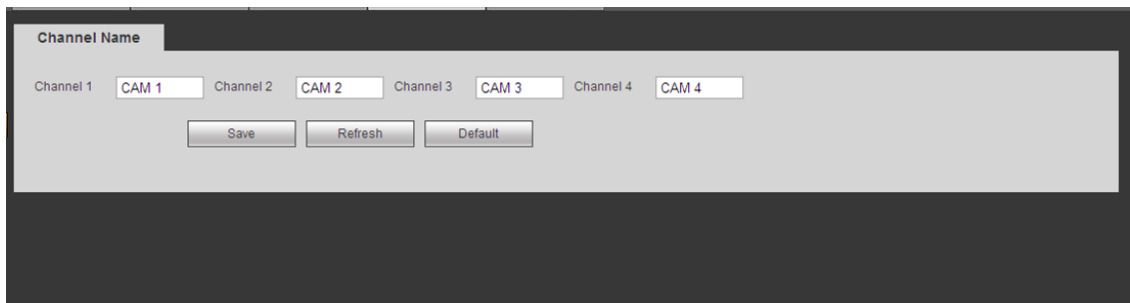 Channel Name
Channel 1 CAM 1 Channel 2 CAM 2 Channel 3 CAM 3 Channel 4 CAM 4
Save Refresh Default